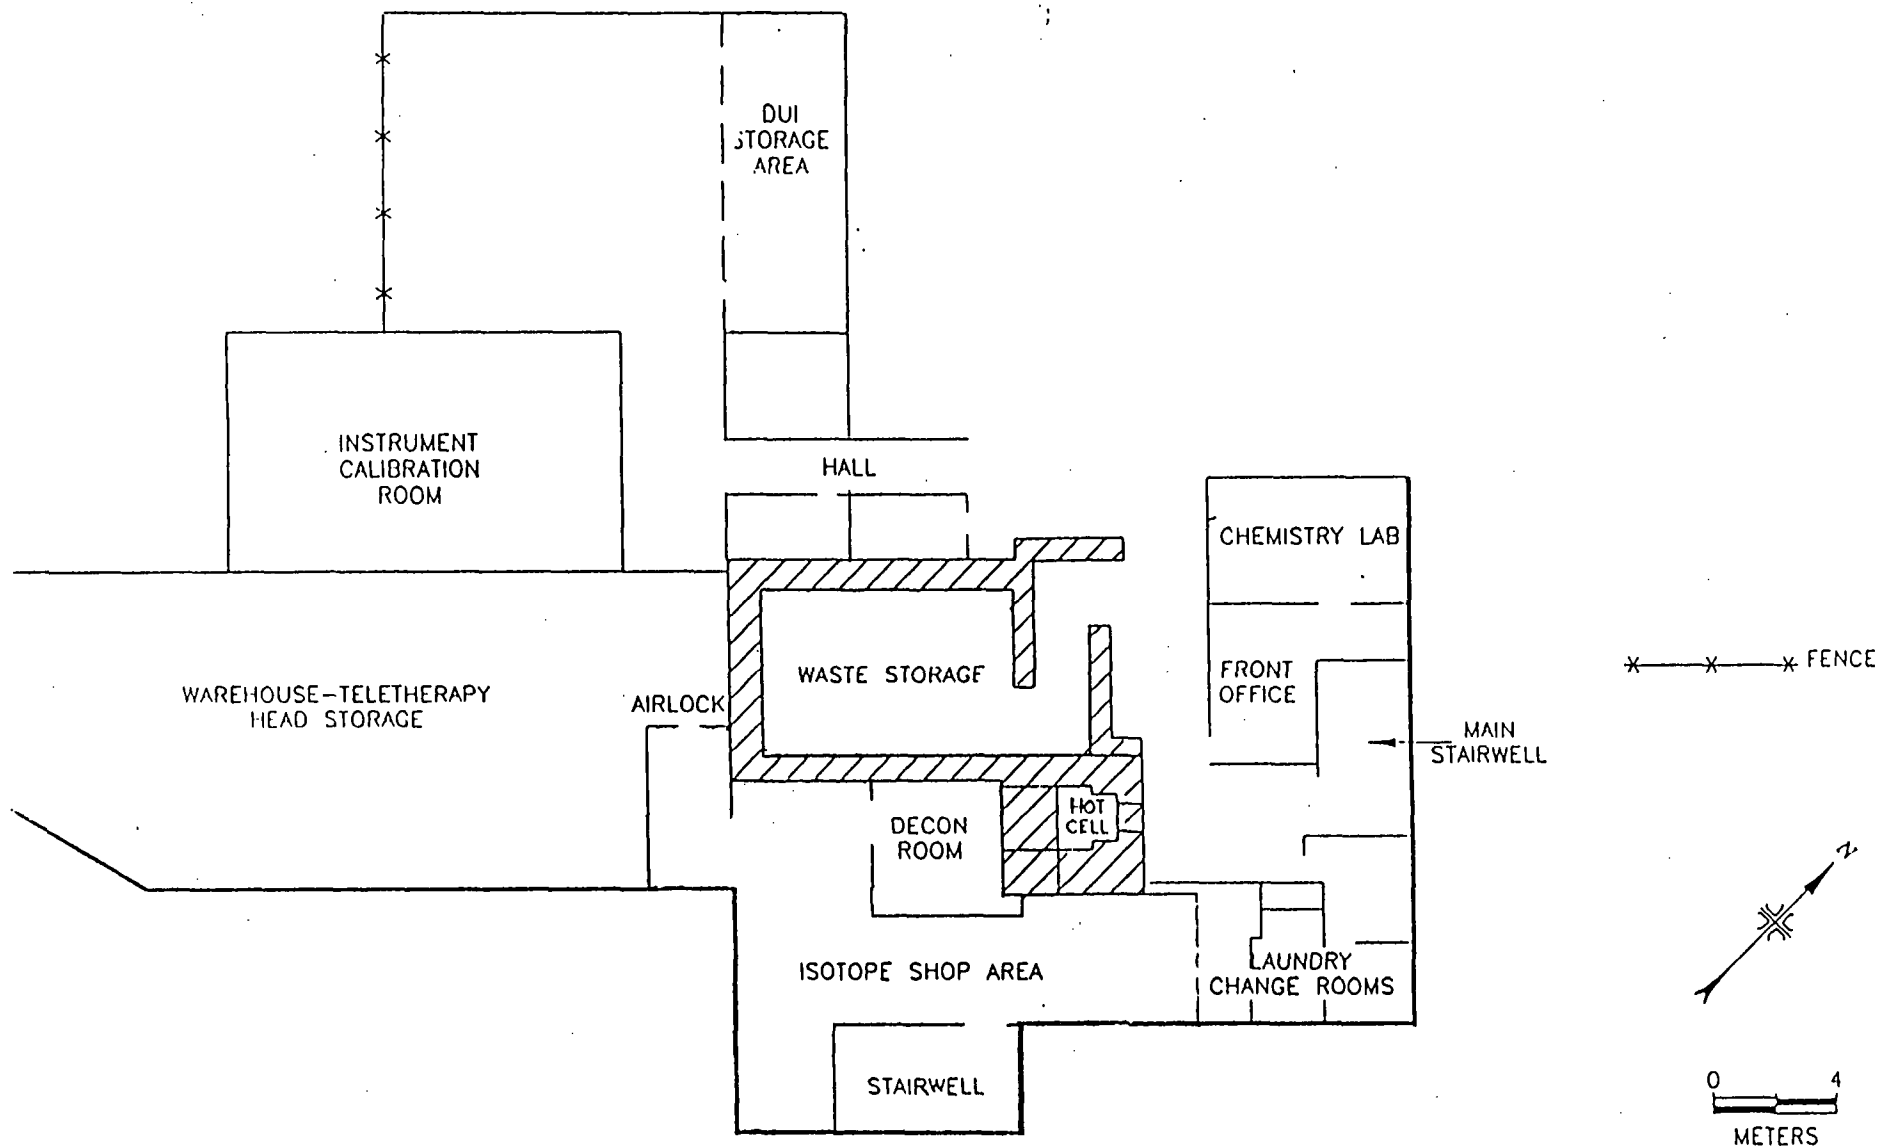 DUI
STORAGE
AREA
INSTRUMENT
CALIBRATION
ROOM
HALL
CHEMISTRY LAB
WASTE STORAGE
FRONT
OFFICE
FENCE
WAREHOUSE-TELETHERAPY
HEAD STORAGE
AIRLOCK
MAIN
STAIRWELL
HOT
CELL
DECON
ROOM
N
ISOTOPE SHOP AREA
LAUNDRY
CHANGE ROOMS
STAIRWELL
0 4
METERS